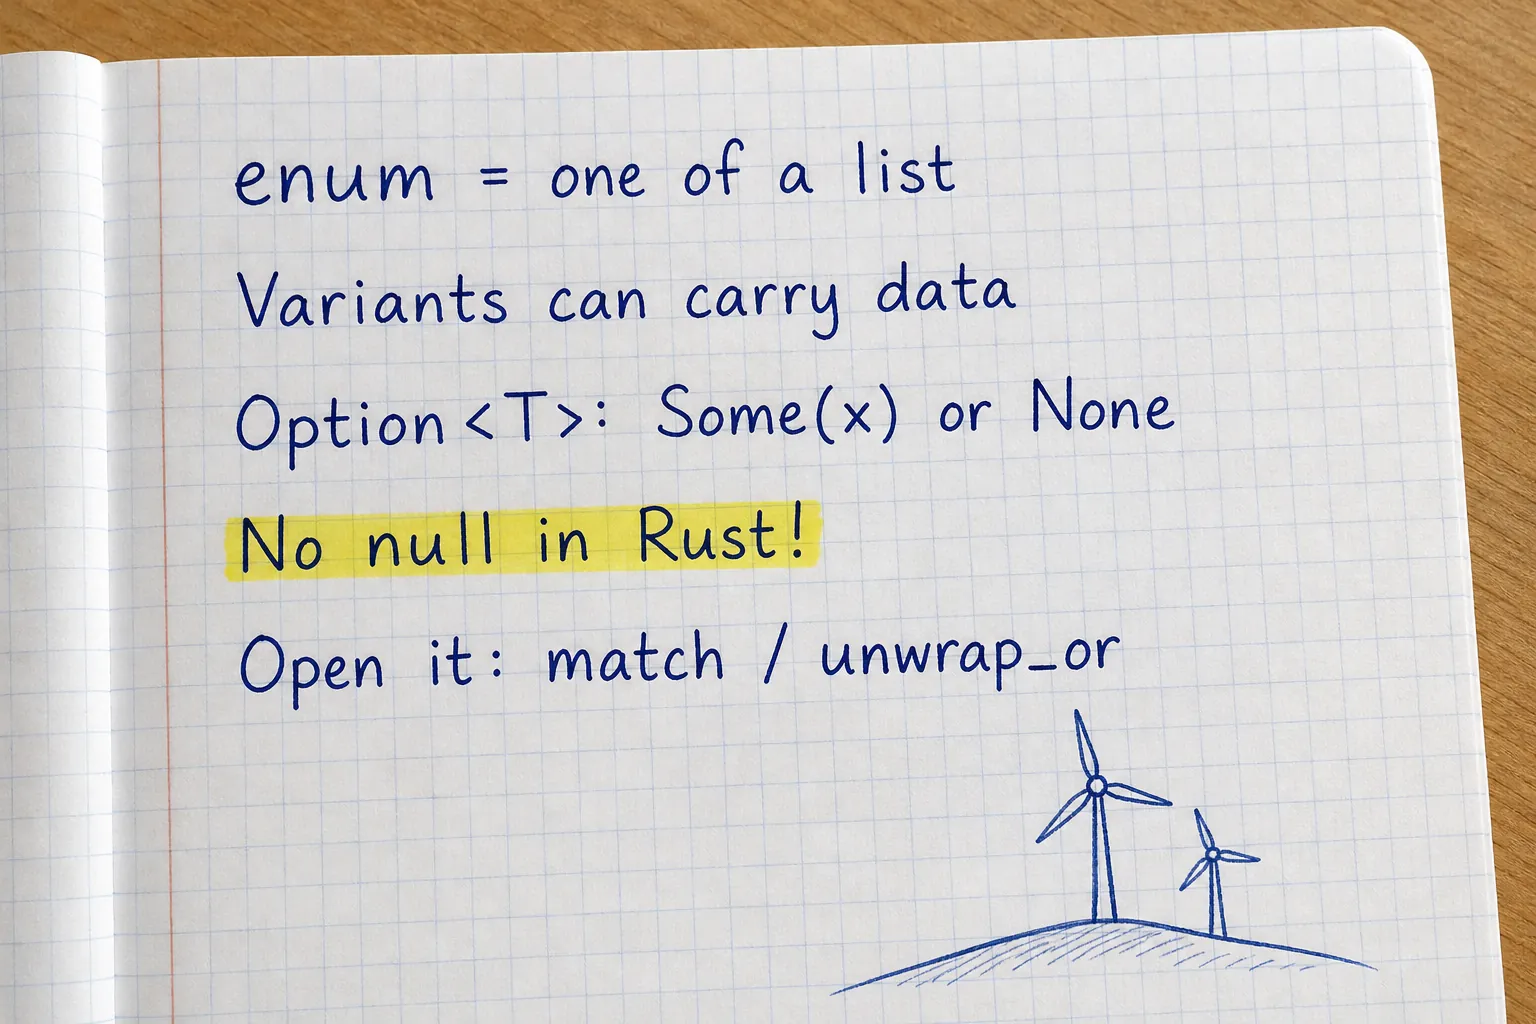 enum = one of a list
Variants can carry data
Option<T>: Some(x) or None
No null in Rust!
Open it: match / unwrap_or